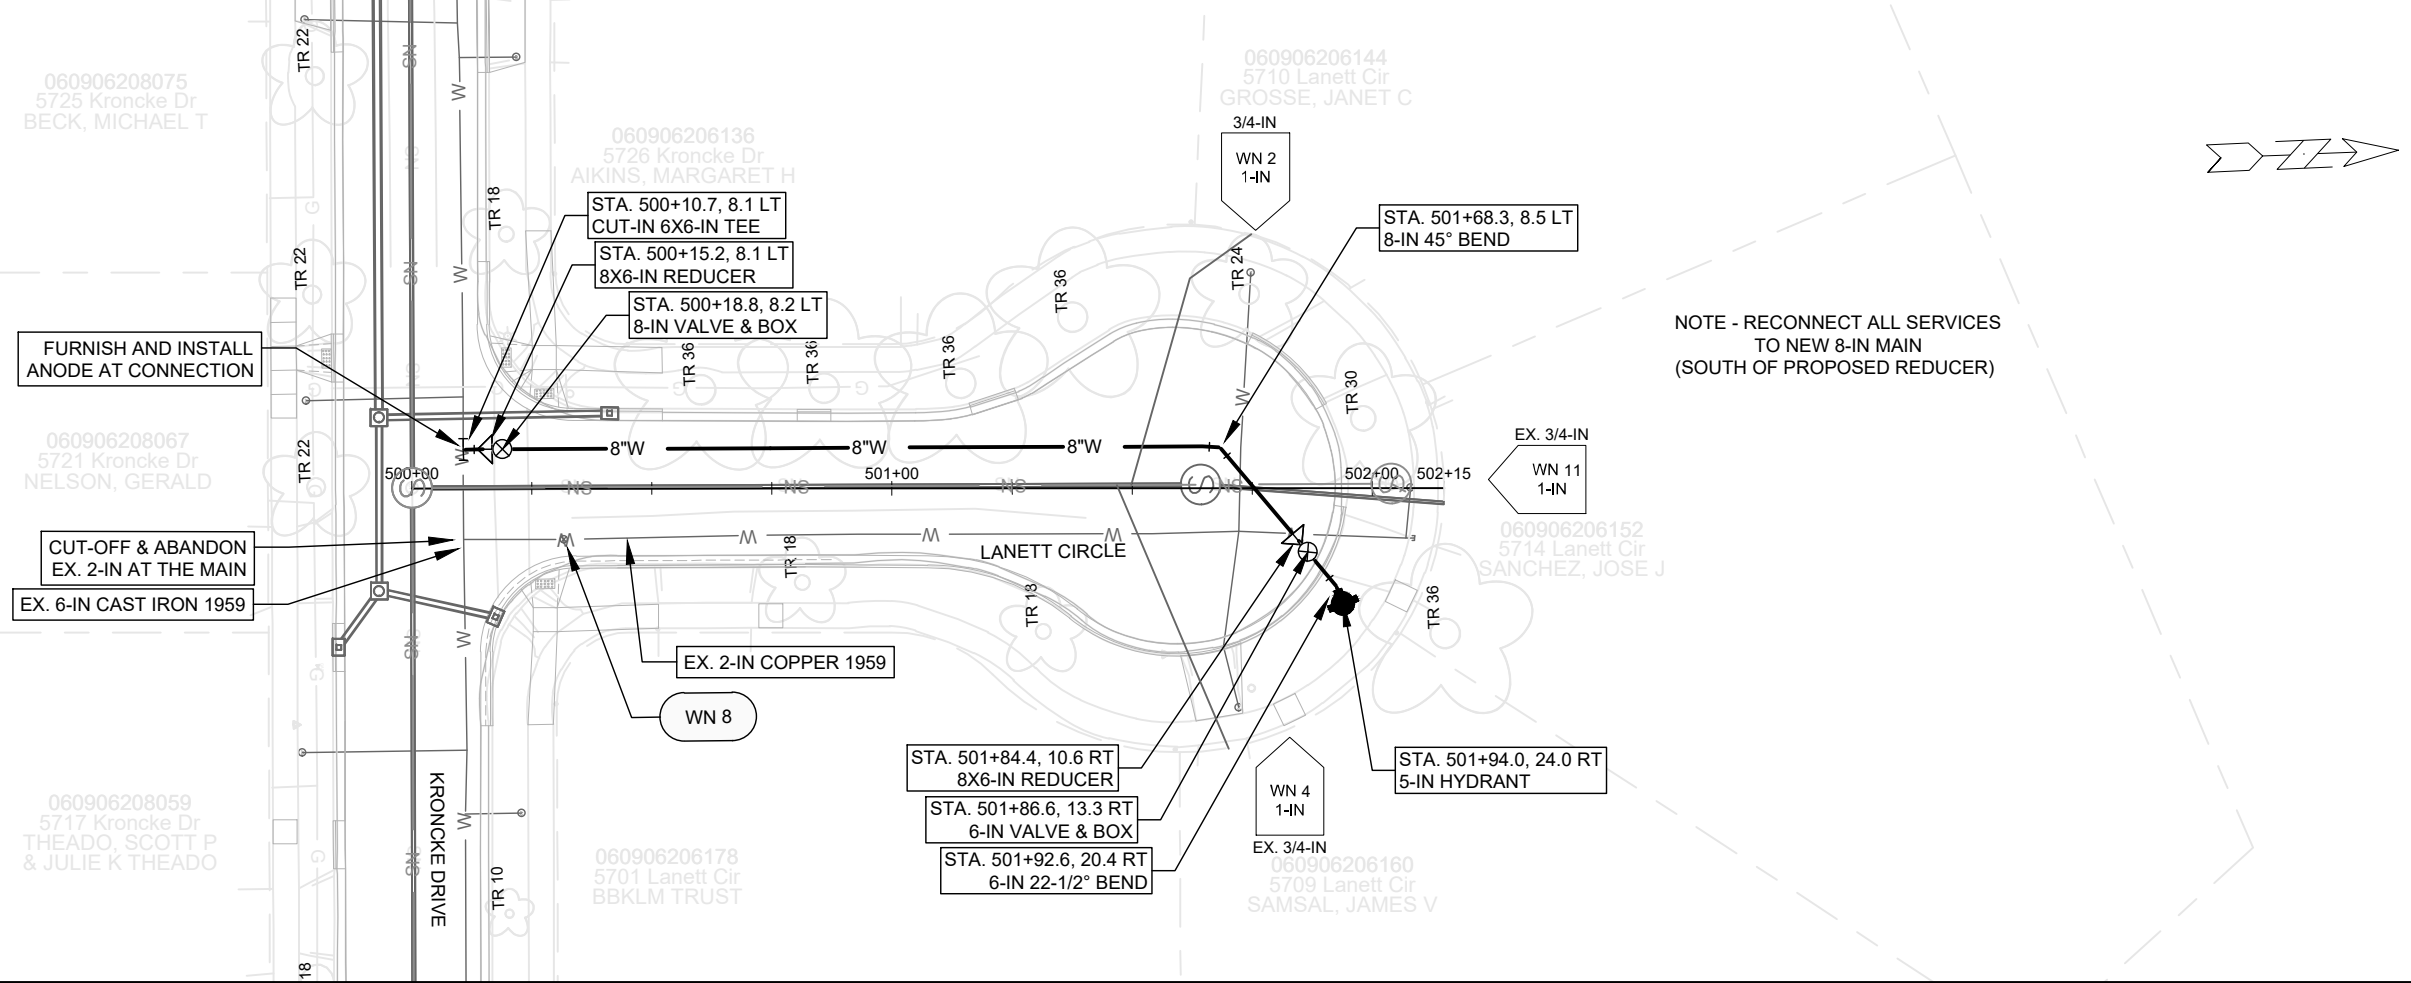 060906208075
5725 Kroncke Dr
BECK, MICHAEL T
060906206136
5726 Kroncke Dr
AIKINS, MARGARET H
060906206144
5710 Lanett Cir
GROSSE, JANET C
3/4-IN
WN 2
1-IN
TR 22
TR 22
TR 22
TR 18
TR 36
TR 36
TR 36
TR 36
TR 24
TR 30
STA. 500+10.7, 8.1 LT
CUT-IN 6X6-IN TEE
STA. 500+15.2, 8.1 LT
8X6-IN REDUCER
STA. 500+18.8, 8.2 LT
8-IN VALVE & BOX
STA. 501+68.3, 8.5 LT
8-IN 45° BEND
NOTE - RECONNECT ALL SERVICES
TO NEW 8-IN MAIN
(SOUTH OF PROPOSED REDUCER)
FURNISH AND INSTALL
ANODE AT CONNECTION
060906208067
5721 Kroncke Dr
NELSON, GERALD
8"W
8"W
8"W
500+00
501+00
502+00
502+15
EX. 3/4-IN
WN 11
1-IN
060906206152
5714 Lanett Cir
SANCHEZ, JOSE J
CUT-OFF & ABANDON
EX. 2-IN AT THE MAIN
EX. 6-IN CAST IRON 1959
LANETT CIRCLE
TR 18
TR 18
TR 36
EX. 2-IN COPPER 1959
WN 8
STA. 501+84.4, 10.6 RT
8X6-IN REDUCER
STA. 501+86.6, 13.3 RT
6-IN VALVE & BOX
STA. 501+92.6, 20.4 RT
6-IN 22-1/2° BEND
STA. 501+94.0, 24.0 RT
5-IN HYDRANT
WN 4
1-IN
EX. 3/4-IN
KRONCKE DRIVE
060906208059
5717 Kroncke Dr
THEADO, SCOTT P
& JULIE K THEADO
060906206178
5701 Lanett Cir
BBKLM TRUST
060906206160
5709 Lanett Cir
SAMSAL, JAMES V
TR 10
18